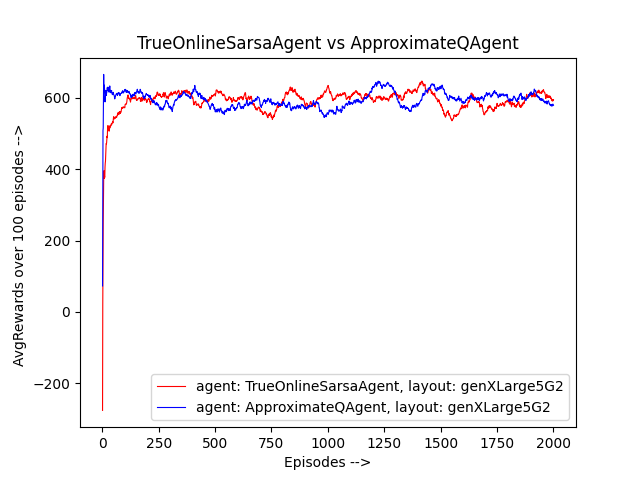 TrueOnlineSarsaAgent vs ApproximateQAgent
AvgRewards over 100 episodes -->
600
400
200
0
−200
agent: TrueOnlineSarsaAgent, layout: genXLarge5G2
agent: ApproximateQAgent, layout: genXLarge5G2
0 250 500 750 1000 1250 1500 1750 2000
Episodes -->